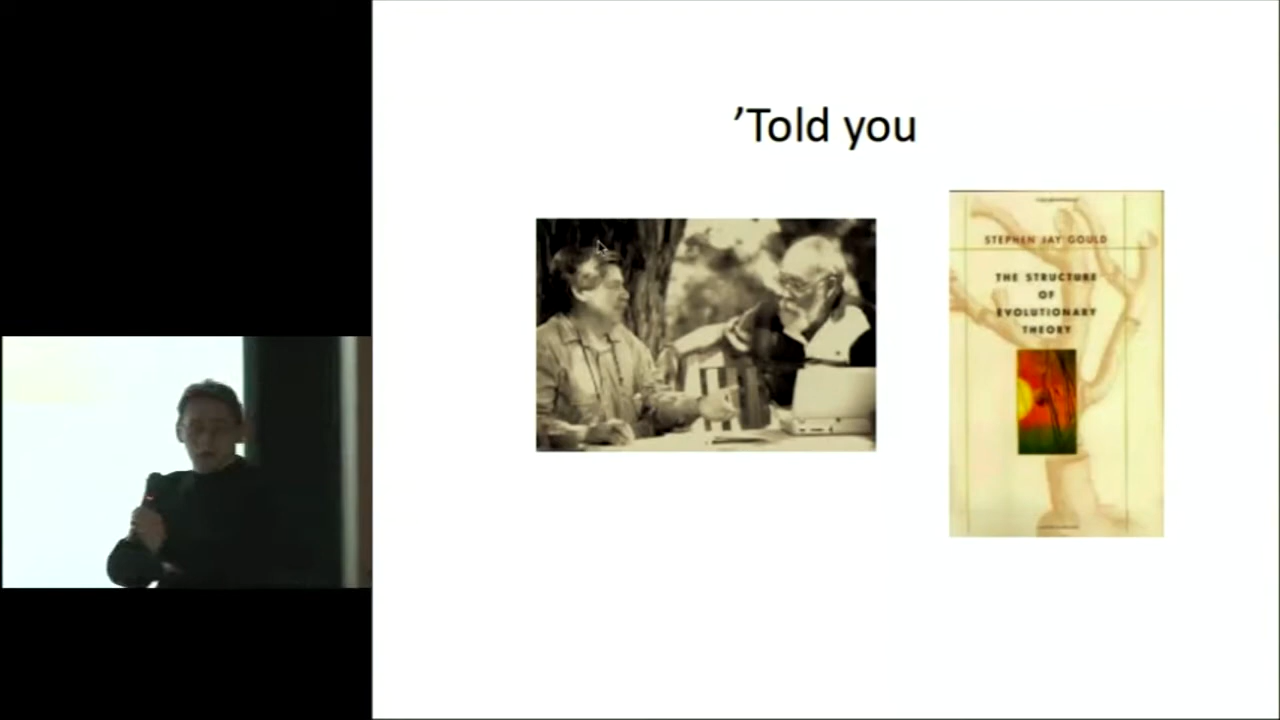 ’Told you
STEPHEN JAY GOULD
THE STRUCTURE
OF
EVOLUTIONARY
THEORY